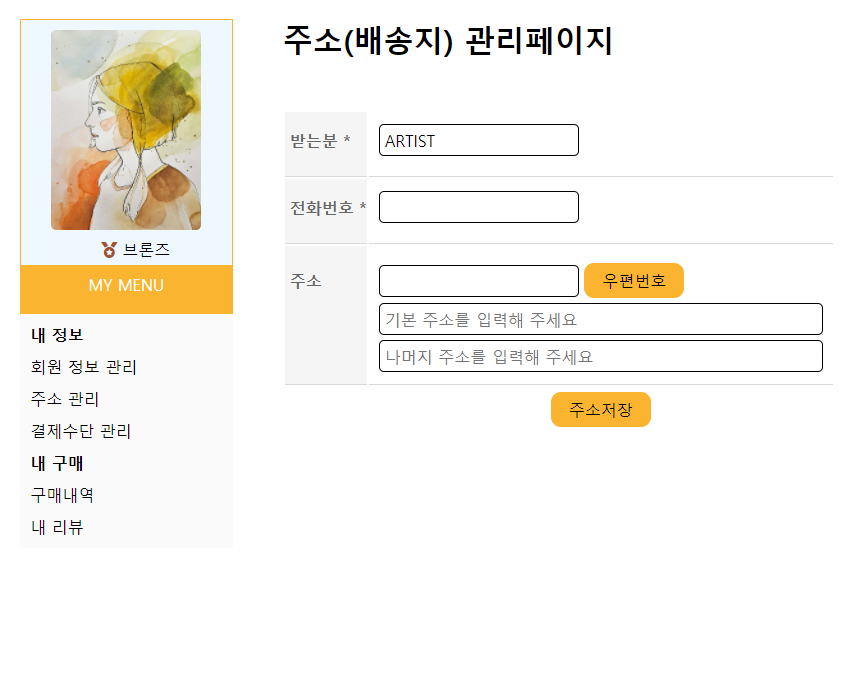 브론즈
MY MENU
내 정보
회원 정보 관리
주소 관리
결제수단 관리
내 구매
구매내역
내 리뷰
주소(배송지) 관리페이지
받는분 * ARTIST
전화번호 *
주소 우편번호
기본 주소를 입력해 주세요
나머지 주소를 입력해 주세요
주소저장